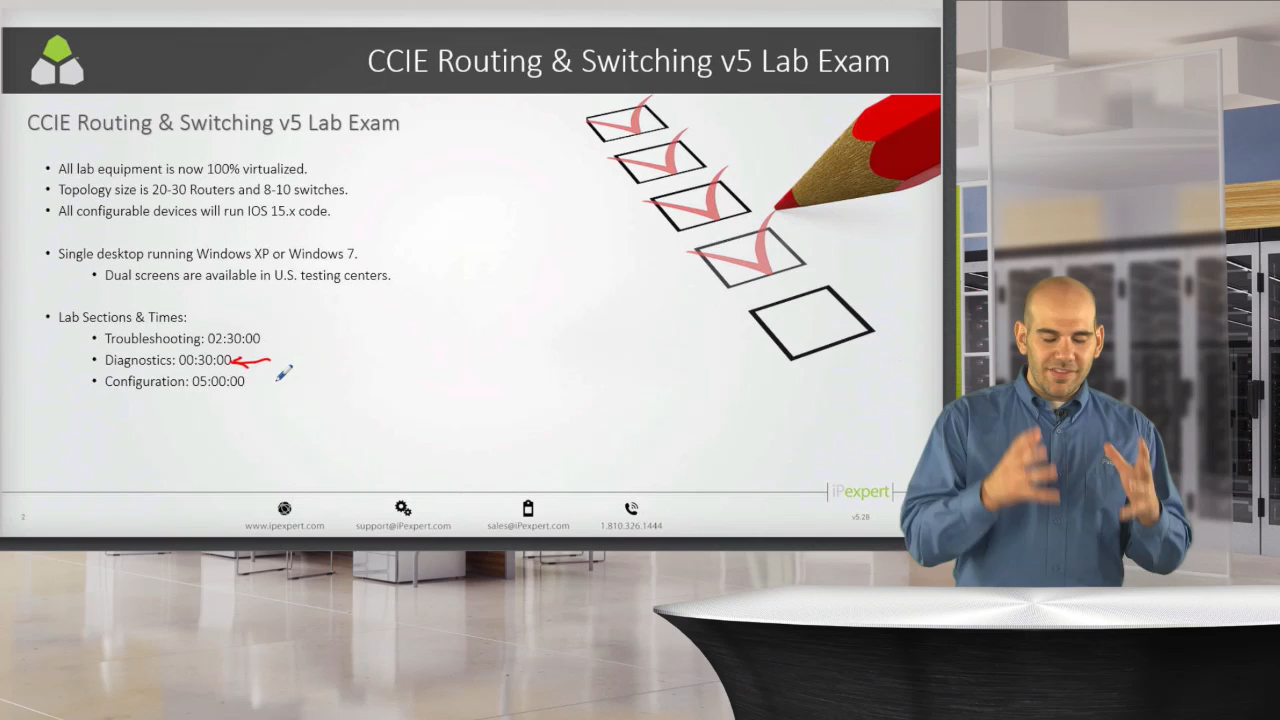 CCIE Routing & Switching v5 Lab Exam
CCIE Routing & Switching v5 Lab Exam
• All lab equipment is now 100% virtualized.
• Topology size is 20-30 Routers and 8-10 switches.
• All configurable devices will run IOS 15.x code.
• Single desktop running Windows XP or Windows 7.
• Dual screens are available in U.S. testing centers.
• Lab Sections & Times:
• Troubleshooting: 02:30:00
• Diagnostics: 00:30:00
• Configuration: 05:00:00
iPexpert
2
www.ipexpert.com
support@iPexpert.com
sales@iPexpert.com
1.810.326.1444
v5.2B